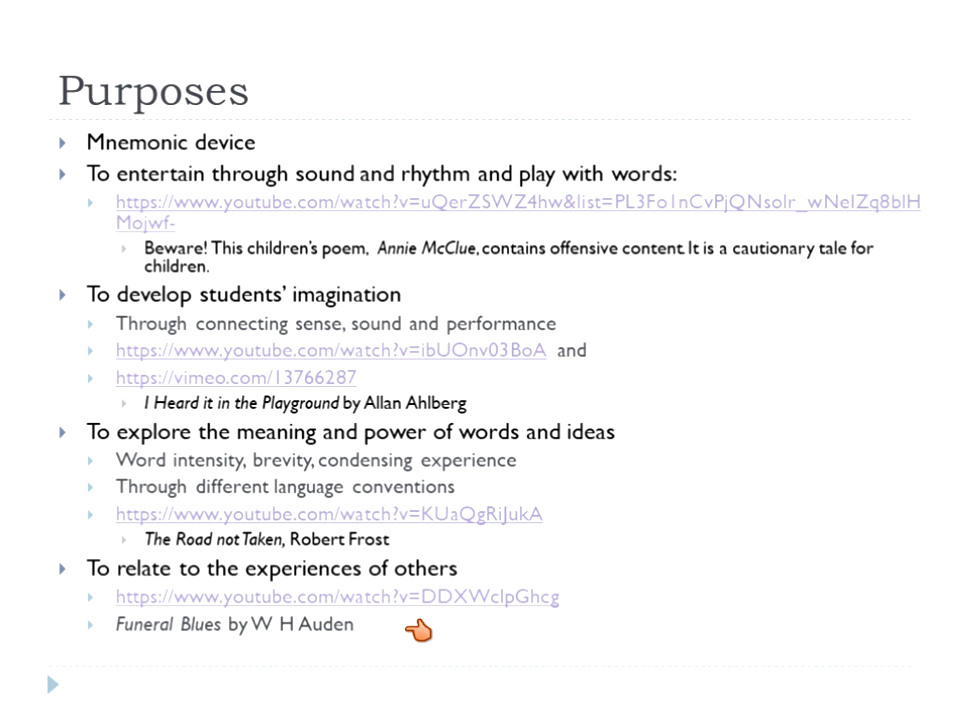 Purposes
Mnemonic device
To entertain through sound and rhythm and play with words:
https://www.youtube.com/watch?v=uQerZSWZ4hw&list=PL3Fo1nCvPjQNsolr_wNeIZq8blH
Mojwf-
Beware! This children's poem, Annie McClue, contains offensive content. It is a cautionary tale for
children.
To develop students' imagination
Through connecting sense, sound and performance
https://www.youtube.com/watch?v=ibUOnv03BoA and
https://vimeo.com/13766287
I Heard it in the Playground by Allan Ahlberg
To explore the meaning and power of words and ideas
Word intensity, brevity, condensing experience
Through different language conventions
https://www.youtube.com/watch?v=KUaQgRiJukA
The Road not Taken, Robert Frost
To relate to the experiences of others
https://www.youtube.com/watch?v=DDXWclpGhcg
Funeral Blues by W H Auden